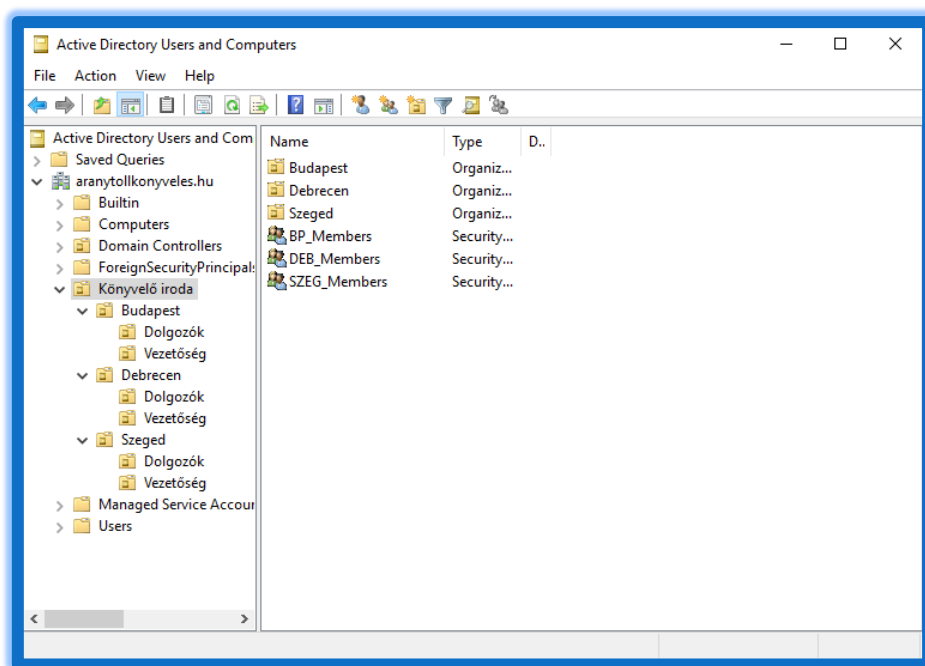 Active Directory Users and Computers
File Action View Help
Active Directory Users and Com
Saved Queries
aranytollkonyveles.hu
Builtin
Computers
Domain Controllers
ForeignSecurityPrincipals
Könyvelő iroda
Budapest
Dolgozók
Vezetőség
Debrecen
Dolgozók
Vezetőség
Szeged
Dolgozók
Vezetőség
Managed Service Accour
Users
Name Type D..
Budapest Organiz...
Debrecen Organiz...
Szeged Organiz...
BP_Members Security...
DEB_Members Security...
SZEG_Members Security...